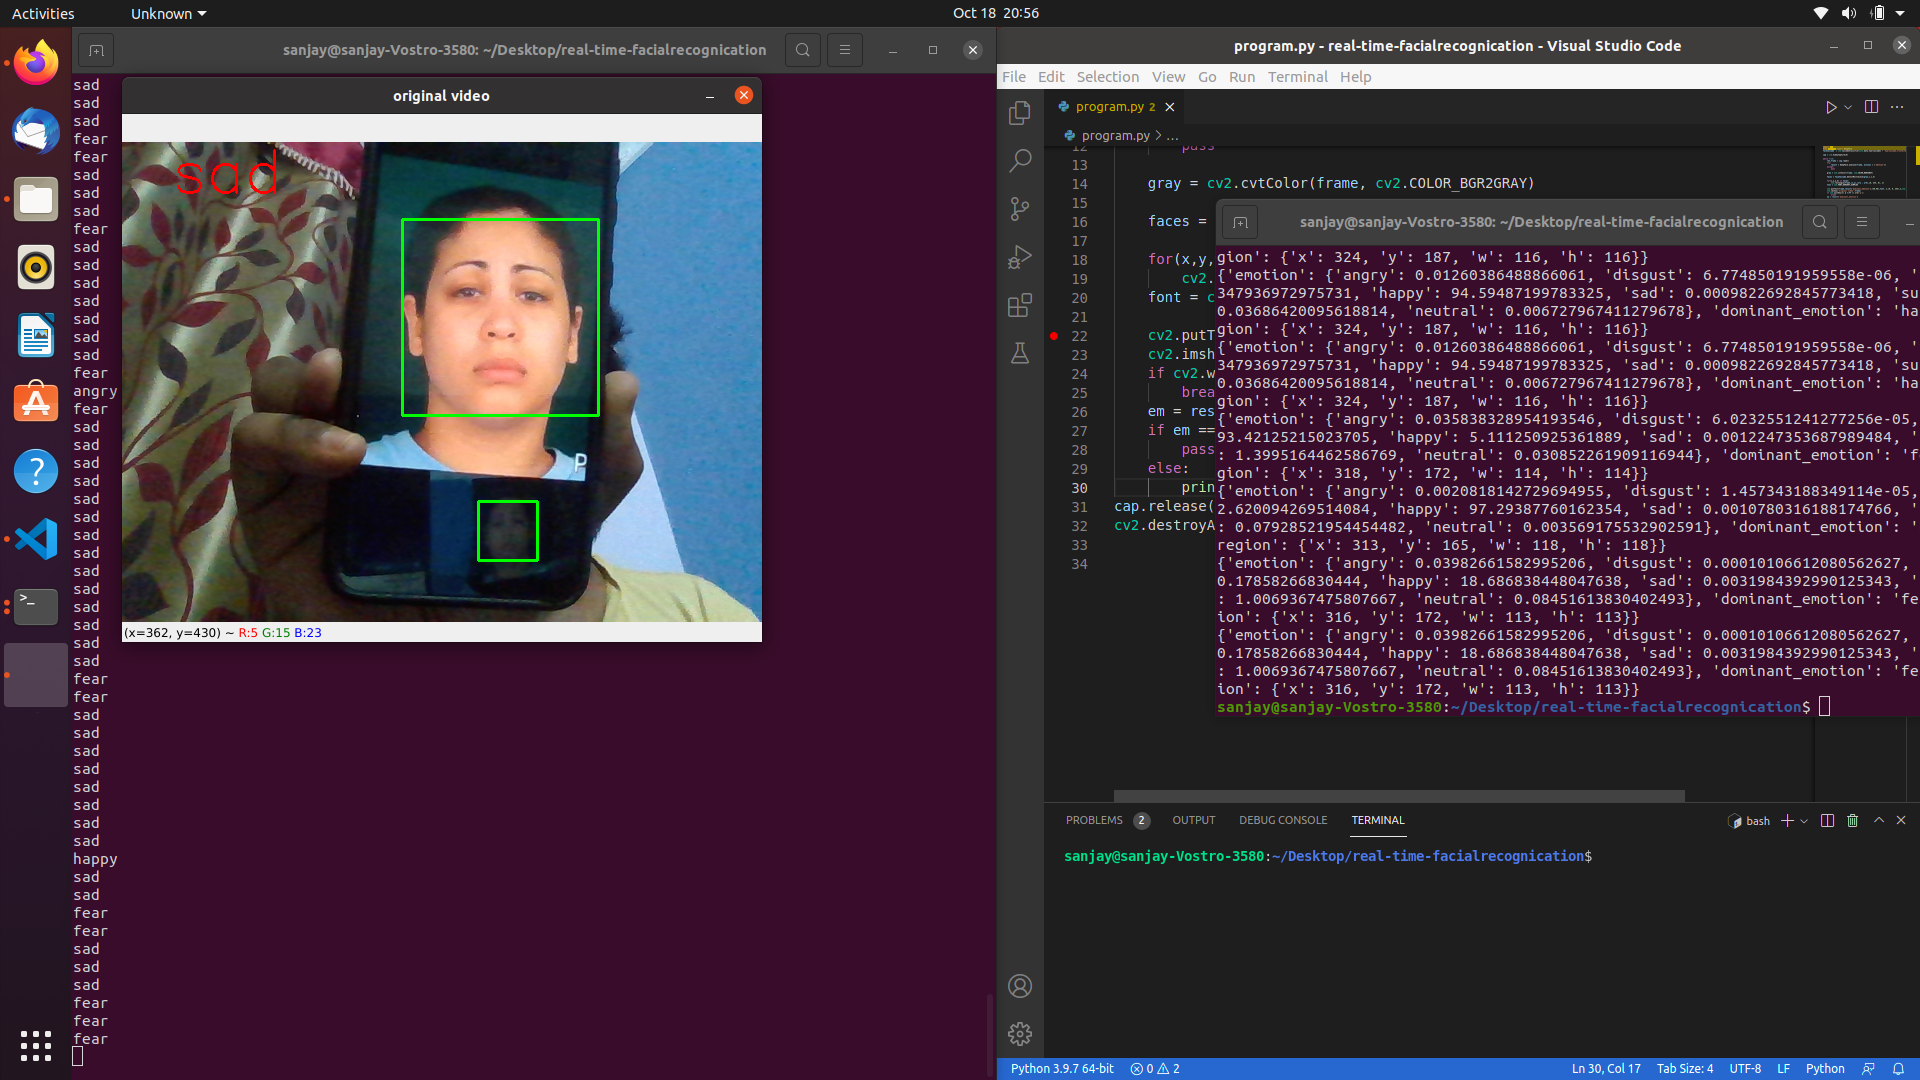 Activities
Unknown
Oct 18 20:56
sanjay@sanjay-Vostro-3580: ~/Desktop/real-time-facialrecognication
sad
sad
sad
fear
fear
sad
sad
sad
fear
sad
sad
sad
sad
sad
sad
sad
fear
angry
fear
sad
sad
sad
sad
sad
sad
sad
sad
sad
sad
sad
sad
sad
sad
fear
fear
sad
sad
sad
sad
sad
sad
sad
sad
happy
sad
sad
fear
fear
sad
sad
sad
fear
fear
fear
original video
sad
P
(x=362, y=430) ~ R:5 G:15 B:23
program.py - real-time-facialrecognication - Visual Studio Code
File Edit Selection View Go Run Terminal Help
program.py 2
program.py > ...
12 pass
13
14 gray = cv2.cvtColor(frame, cv2.COLOR_BGR2GRAY)
15
16 faces =
17
18 for(x,y,
19 cv2.
20 font = c
21
22 cv2.putT
23 cv2.imsh
24 if cv2.w
25 brea
26 em = res
27 if em ==
28 pass
29 else:
30 prin
31 cap.release(
32 cv2.destroyA
33
34
sanjay@sanjay-Vostro-3580: ~/Desktop/real-time-facialrecognication
gion': {'x': 324, 'y': 187, 'w': 116, 'h': 116}}
{'emotion': {'angry': 0.01260386488866061, 'disgust': 6.774850191959558e-06, '
347936972975731, 'happy': 94.59487199783325, 'sad': 0.0009822692845773418, 'su
0.03686420095618814, 'neutral': 0.006727967411279678}, 'dominant_emotion': 'ha
gion': {'x': 324, 'y': 187, 'w': 116, 'h': 116}}
{'emotion': {'angry': 0.01260386488866061, 'disgust': 6.774850191959558e-06, '
347936972975731, 'happy': 94.59487199783325, 'sad': 0.0009822692845773418, 'su
0.03686420095618814, 'neutral': 0.006727967411279678}, 'dominant_emotion': 'ha
gion': {'x': 324, 'y': 187, 'w': 116, 'h': 116}}
{'emotion': {'angry': 0.035838328954193546, 'disgust': 6.0232551241277256e-05,
93.42125215023705, 'happy': 5.111250925361889, 'sad': 0.0012247353687989484, '
: 1.3995164462586769, 'neutral': 0.030852261909116944}, 'dominant_emotion': 'fe
gion': {'x': 318, 'y': 172, 'w': 114, 'h': 114}}
{'emotion': {'angry': 0.0020818142729694955, 'disgust': 1.457343188349114e-05,
2.620094269514084, 'happy': 97.29387760162354, 'sad': 0.0010780316188174766, '
: 0.07928521954454482, 'neutral': 0.003569175532902591}, 'dominant_emotion': '
region': {'x': 313, 'y': 165, 'w': 118, 'h': 118}}
{'emotion': {'angry': 0.03982661582995206, 'disgust': 0.00010106612080562627,
0.17858266830444, 'happy': 18.686838448047638, 'sad': 0.0031984392990125343, '
: 1.0069367475807667, 'neutral': 0.08451613830402493}, 'dominant_emotion': 'fe
ion': {'x': 316, 'y': 172, 'w': 113, 'h': 113}}
{'emotion': {'angry': 0.03982661582995206, 'disgust': 0.00010106612080562627,
0.17858266830444, 'happy': 18.686838448047638, 'sad': 0.0031984392990125343, '
: 1.0069367475807667, 'neutral': 0.08451613830402493}, 'dominant_emotion': 'fe
ion': {'x': 316, 'y': 172, 'w': 113, 'h': 113}}
sanjay@sanjay-Vostro-3580:~/Desktop/real-time-facialrecognication$
PROBLEMS 2 OUTPUT DEBUG CONSOLE TERMINAL
bash
sanjay@sanjay-Vostro-3580:~/Desktop/real-time-facialrecognication$
Python 3.9.7 64-bit 0 2
Ln 30, Col 17 Tab Size: 4 UTF-8 LF Python